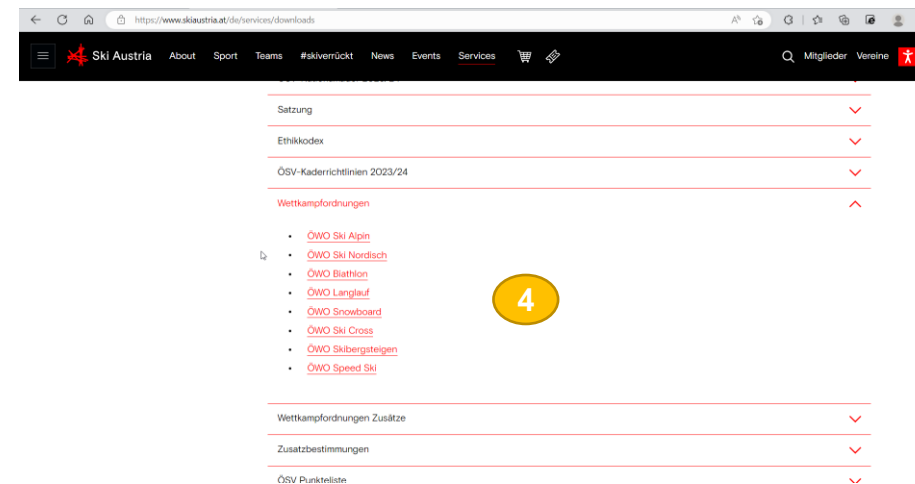 https://www.skiaustria.at/de/services/downloads
Ski Austria About Sport Teams #skiverrückt News Events Services Mitglieder Vereine
Satzung
Ethikkodex
ÖSV-Kaderrichtlinien 2023/24
Wettkampfordnungen
• ÖWO Ski Alpin
• ÖWO Ski Nordisch
• ÖWO Biathlon
• ÖWO Langlauf
• ÖWO Snowboard
• ÖWO Ski Cross
• ÖWO Skibergsteigen
• ÖWO Speed Ski
4
Wettkampfordnungen Zusätze
Zusatzbestimmungen
ÖSV Punkteliste